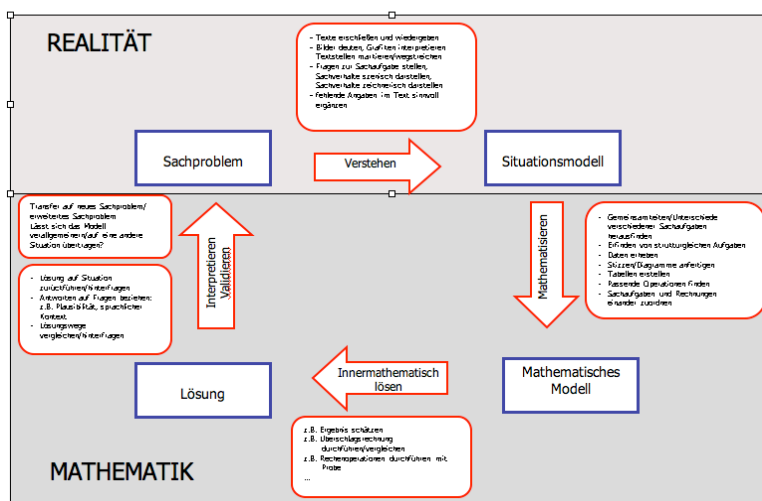 REALITÄT
- Texte erschließen und wiedergeben
- Bilder deuten, Grafiken interpretieren
Textstellen markieren/wegstreichen
- Fragen zur Sachaufgabe stellen,
Sachverhalte szenisch darstellen,
Sachverhalte zeichnerisch darstellen
- fehlende Angaben im Text sinnvoll
ergänzen
Sachproblem
Verstehen
Situationsmodell
Transfer auf neues Sachproblem/
erweitertes Sachproblem
Lässt sich das Modell
verallgemeinern/auf eine andere
Situation übertragen?
Interpretieren
Validieren
Mathematisieren
- Gemeinsamkeiten/Unterschiede
verschiedener Sachaufgaben
herausfinden
- Erfinden von strukturgleichen Aufgaben
- Daten erheben
- Skizzen/Diagramme anfertigen
- Tabellen erstellen
- Passende Operationen finden
- Sachaufgaben und Rechnungen
einander zuordnen
- Lösung auf Situation
zurückführen/hinterfragen
- Antworten auf Fragen beziehen:
z.B. Plausibilität, sprachlicher
Kontext
- Lösungswege
vergleichen/hinterfragen
Lösung
Innermathematisch
lösen
Mathematisches
Modell
z.B. Ergebnis schätzen
z.B. Überschlagsrechnung
durchführen/vergleichen
z.B. Rechenoperationen durchführen mit
Probe
...
MATHEMATIK